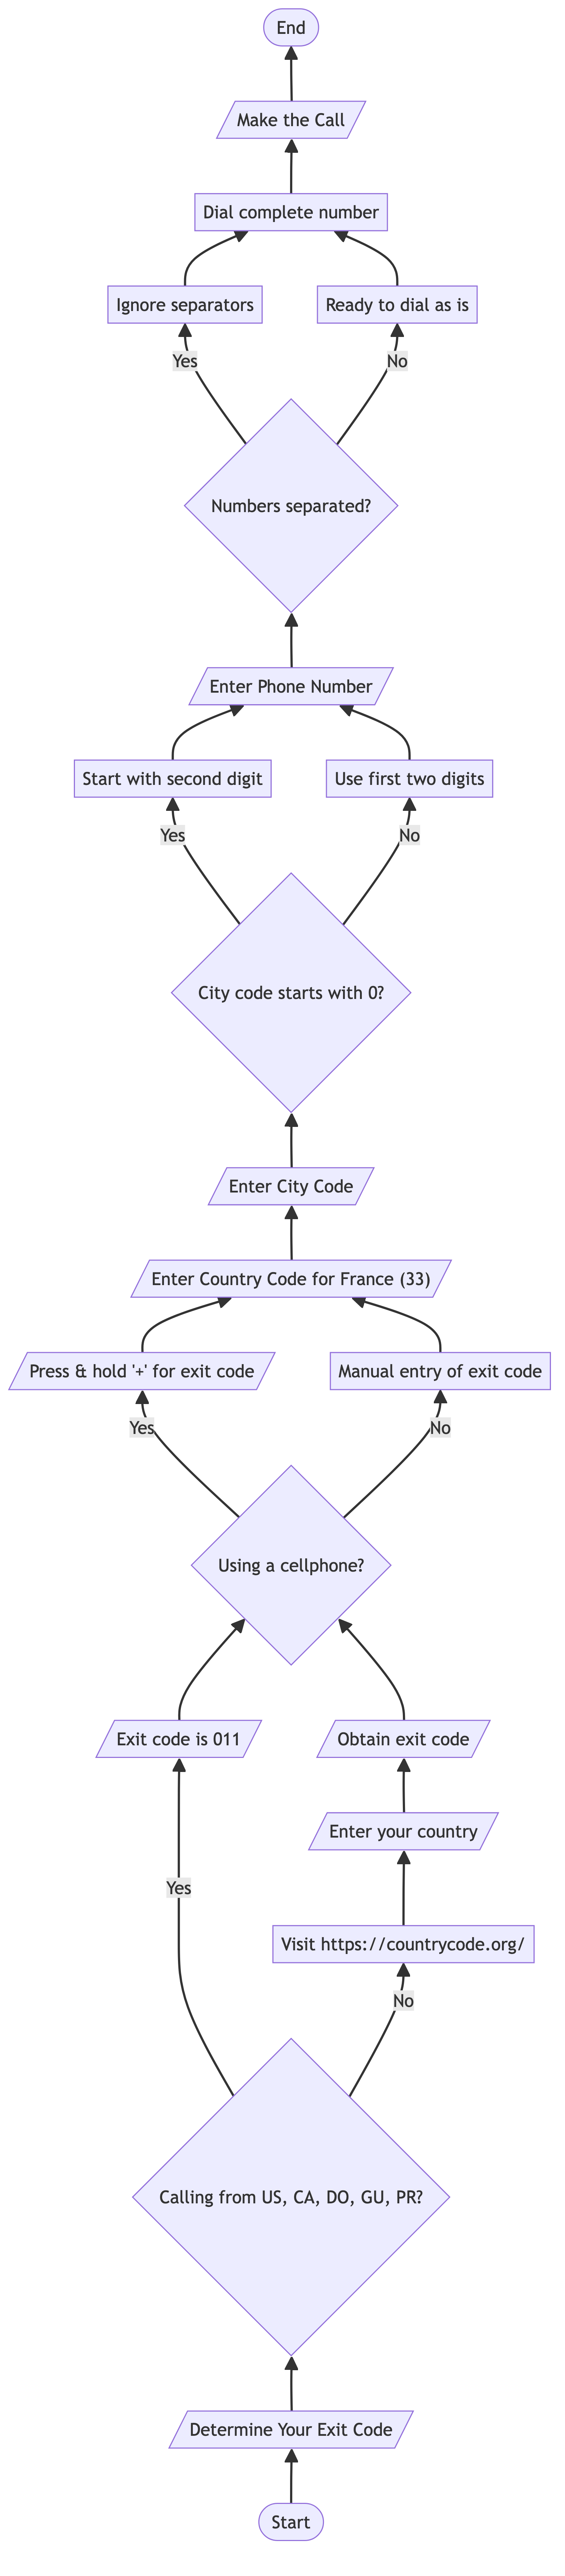 End
Make the Call
Dial complete number
Ignore separators
Ready to dial as is
Yes
No
Numbers separated?
Enter Phone Number
Start with second digit
Use first two digits
Yes
No
City code starts with 0?
Enter City Code
Enter Country Code for France (33)
Press & hold '+' for exit code
Manual entry of exit code
Yes
No
Using a cellphone?
Exit code is 011
Obtain exit code
Enter your country
Yes
Visit https://countrycode.org/
No
Calling from US, CA, DO, GU, PR?
Determine Your Exit Code
Start